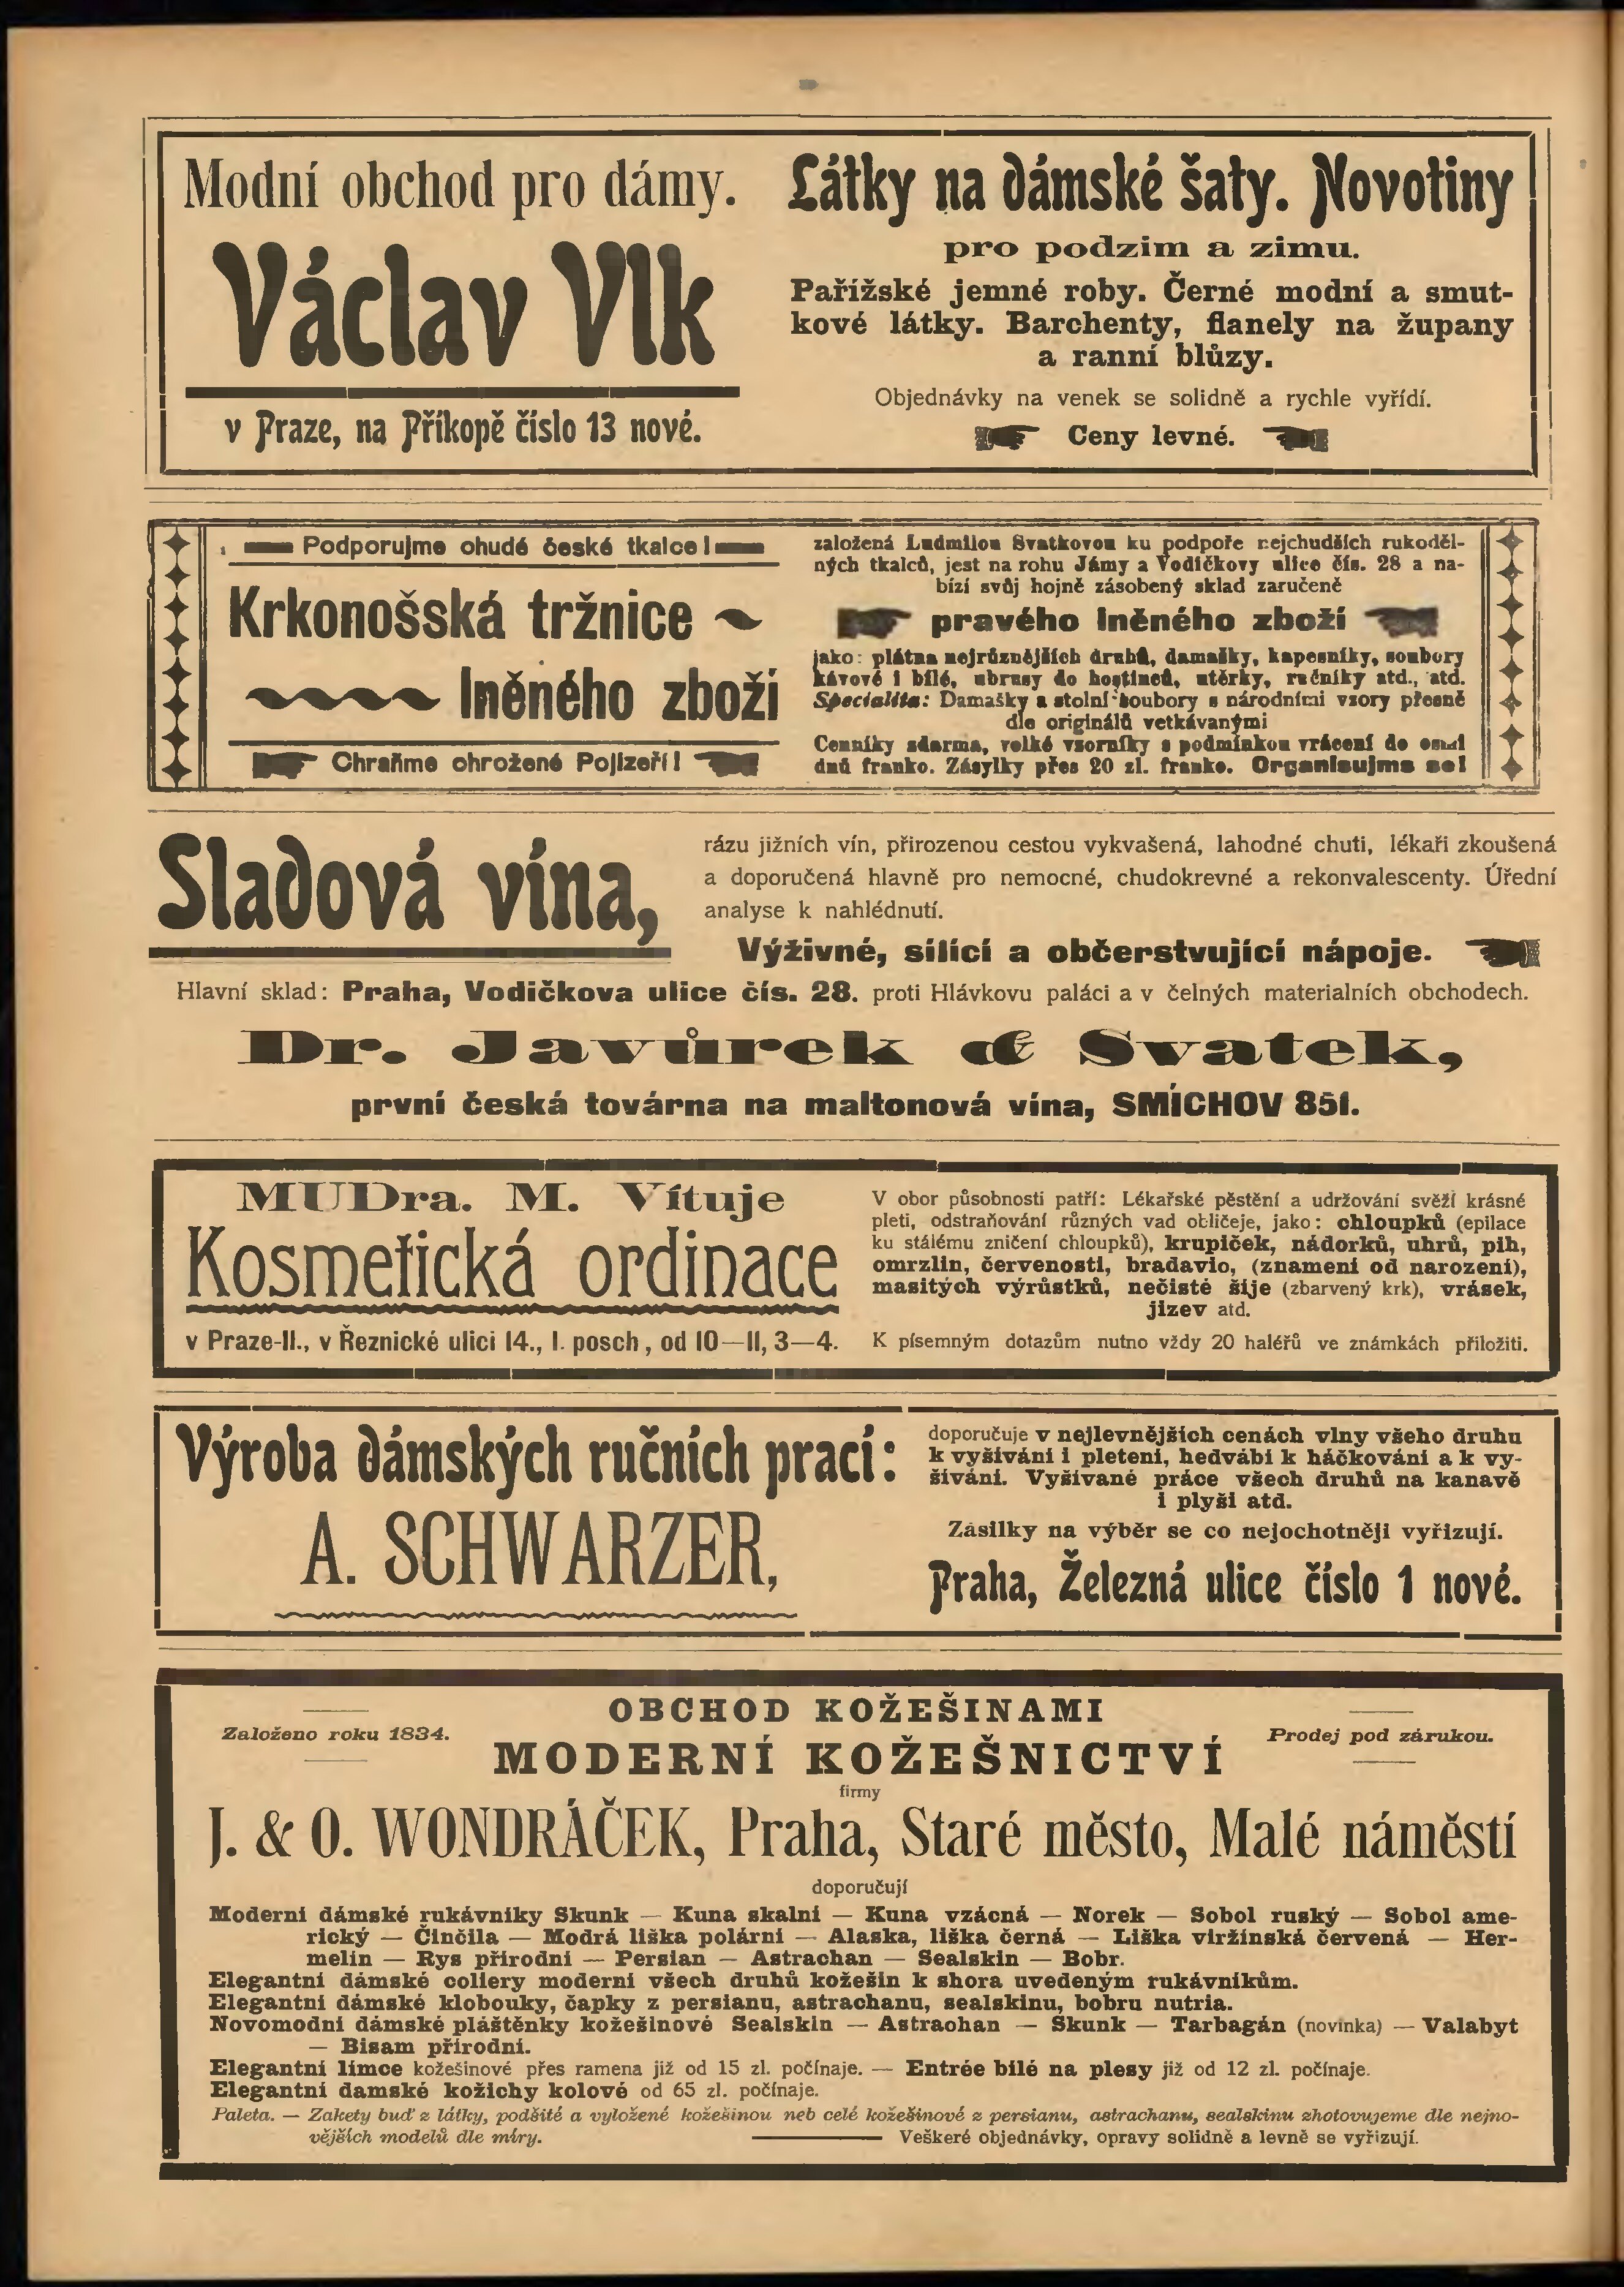 Modní obchod pro dámy.
Václav Vlk
v Praze, na Příkopě číslo 13 nové.
Látky na dámské šaty. Novotiny
pro podzim a zimu.
Pařížské jemné roby. Černé modní a smut-
kové látky. Barchenty, flanely na župany
a ranní blůzy.
Objednávky na venek se solidně a rychle vyřídí.
Ceny levné.
Podporujme chudé české tkalce!
Krkonošská tržnice
lněného zboží
Chraňme ohrožené Pojizeří!
založená Ludmilou Svatkovou ku podpoře nejchudších rukoděl-
ných tkalců, jest na rohu Jámy a Vodičkovy ulice čís. 28 a na-
bízí svůj hojně zásobený sklad zaručeně
pravého lněného zboží
jako: plátna nejrůznějších druhů, damašky, kapesníky, soubory
kávové i bílé, ubrusy do hostinců, utěrky, ručníky atd., atd.
Specialita: Damašky a stolní soubory s národními vzory přesně
dle originálů vetkávanými
Cenníky zdarma, velké vzorníky s podmínkou vrácení do osmi
dnů franko. Zásylky přes 20 zl. franko. Organisujme se!
Sladová vína,
rázu jižních vín, přirozenou cestou vykvašená, lahodné chuti, lékaři zkoušená
a doporučená hlavně pro nemocné, chudokrevné a rekonvalescenty. Úřední
analyse k nahlédnutí.
Výživné, sílící a občerstvující nápoje.
Hlavní sklad: Praha, Vodičkova ulice čís. 28. proti Hlávkovu paláci a v čelných materialních obchodech.
Dr. Javůrek & Svatek,
první česká továrna na maltonová vína, SMÍCHOV 851.
MUDra. M. Vítuje
Kosmetická ordinace
v Praze-II., v Řeznické ulici 14., I. posch, od 10—11, 3—4.
V obor působnosti patří: Lékařské pěstění a udržování svěží krásné
pleti, odstraňování různých vad obličeje, jako: chloupků (epilace
ku stálému zničení chloupků), krupiček, nádorků, uhrů, pih,
omrzlin, červenosti, bradavic, (znamení od narození),
masitých výrůstků, nečisté šije (zbarvený krk), vrásek,
jizev atd.
K písemným dotazům nutno vždy 20 haléřů ve známkách přiložiti.
Výroba dámských ručních prací:
A. SCHWARZER,
doporučuje v nejlevnějších cenách vlny všeho druhu
k vyšívání i pletení, hedvábí k háčkování a k vy-
šívání. Vyšívané práce všech druhů na kanavě
i plyši atd.
Zásilky na výběr se co nejochotněji vyřizují.
Praha, Železná ulice číslo 1 nové.
Založeno roku 1834.
OBCHOD KOŽEŠINAMI
MODERNÍ KOŽEŠNICTVÍ
Prodej pod zárukou.
firmy
J. & O. WONDRÁČEK, Praha, Staré město, Malé náměstí
doporučují
Moderní dámské rukávníky Skunk — Kuna skalní — Kuna vzácná — Norek — Sobol ruský — Sobol ame-
rický — Činčila — Modrá liška polární — Alaska, liška černá — Liška viržinská červená — Her-
melin — Rys přírodní — Persian — Astrachan — Sealskin — Bobr.
Elegantní dámské coliery moderní všech druhů kožešin k shora uvedeným rukávníkům.
Elegantní dámské klobouky, čapky z persianu, astrachanu, sealskinu, bobru nutria.
Novomodní dámské pláštěnky kožešinové Sealskin — Astrachan — Skunk — Tarbagán (novinka) — Valabyt
— Bisam přírodní.
Elegantní límce kožešinové přes ramena již od 15 zl. počínaje. — Entrée bílé na plesy již od 12 zl. počínaje.
Elegantní damské kožichy kolové od 65 zl. počínaje.
Paleta. — Zakety buď z látky, podšité a vyložené kožešinou neb celé kožešinové z persianu, astrachanu, sealskinu zhotovujeme dle nejno-
vějších modelů dle míry. Veškeré objednávky, opravy solidně a levně se vyřizují.